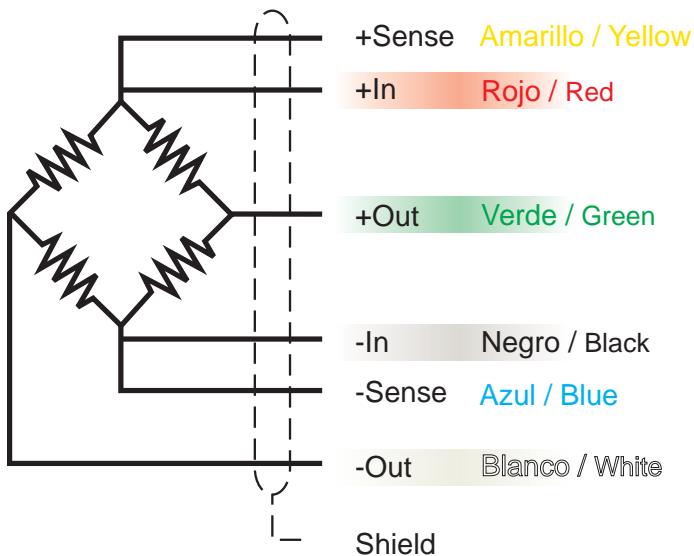 +Sense Amarillo / Yellow
+In Rojo / Red
+Out Verde / Green
-In Negro / Black
-Sense Azul / Blue
-Out Blanco / White
Shield